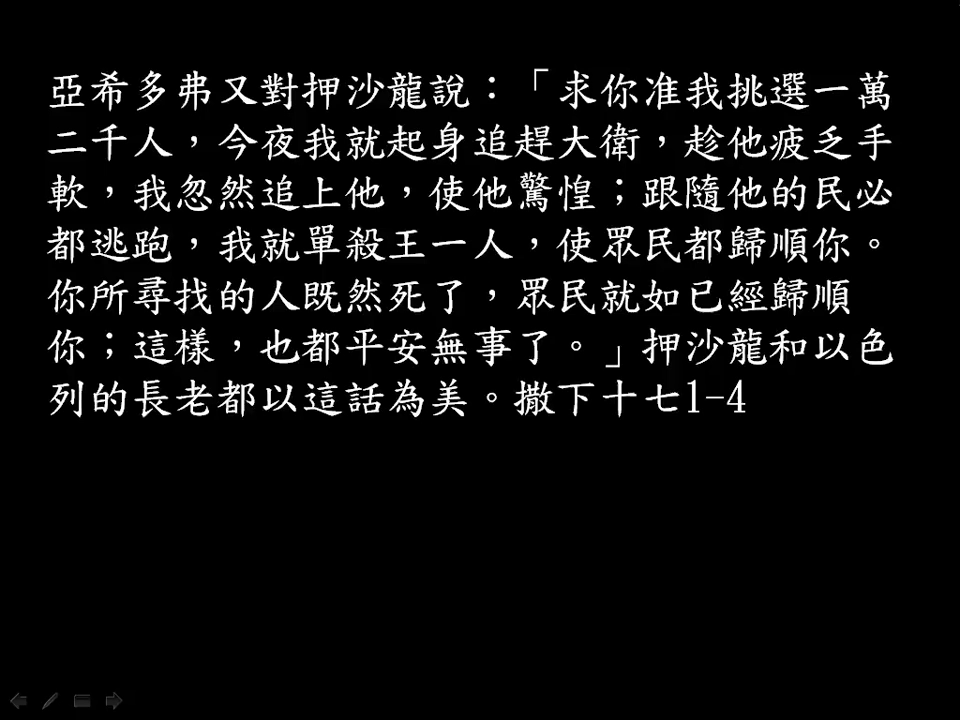 亞希多弗又對押沙龍說：「求你准我挑選一萬
二千人，今夜我就起身追趕大衛，趁他疲乏手
軟，我忽然追上他，使他驚惶；跟隨他的民必
都逃跑，我就單殺王一人，使眾民都歸順你。
你所尋找的人既然死了，眾民就如已經歸順
你；這樣，也都平安無事了。」押沙龍和以色
列的長老都以這話為美。撒下十七1-4